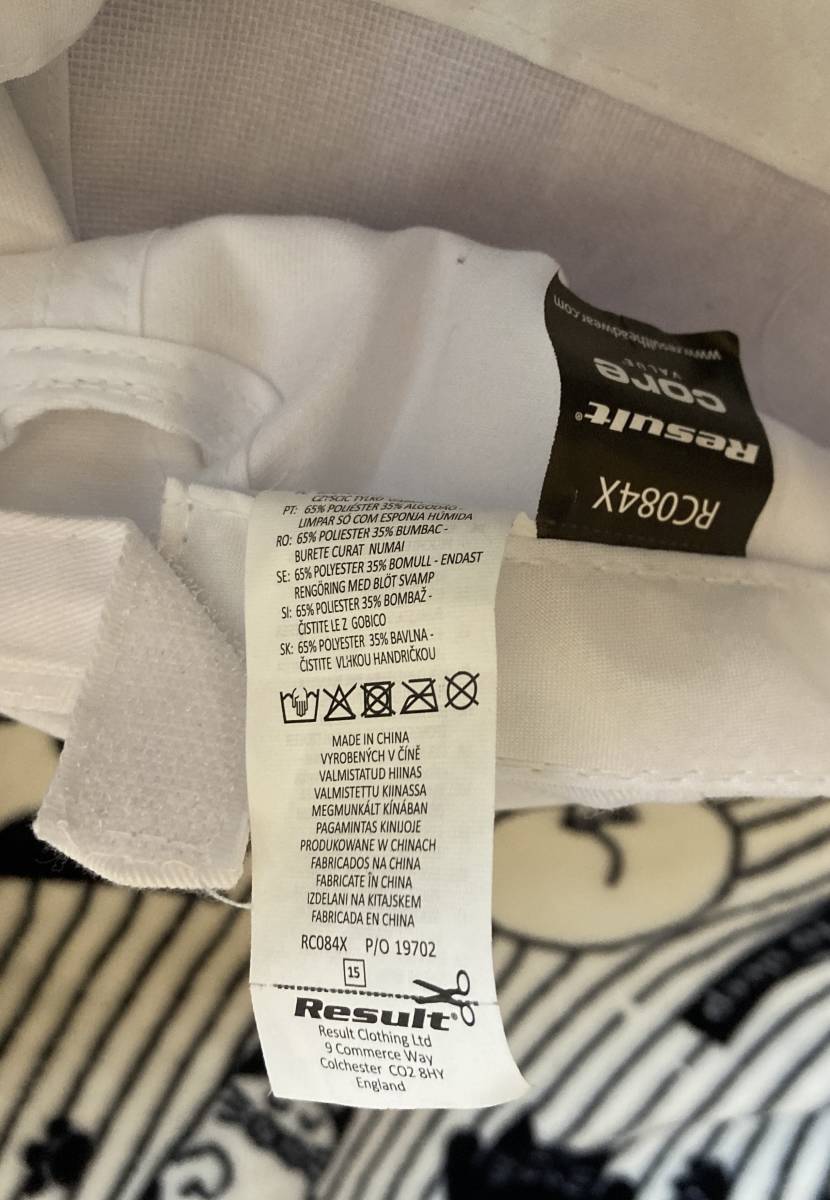 www.resultheadwear.com
core
VALUE
Result®
RC084X
PT: 65% POLIÉSTER 35% ALGODÃO -
LIMPAR SÓ COM ESPONJA HÚMIDA
RO: 65% POLIESTER 35% BUMBAC -
BURETE CURAT NUMAI
SE: 65% POLYESTER 35% BOMULL - ENDAST
RENGÖRING MED BLÖT SVAMP
SI: 65% POLIESTER 35% BOMBAŽ -
ČISTITE LE Z GOBICO
SK: 65% POLYESTER 35% BAVLNA -
ČISTITE VLHKOU HANDRIČKOU
MADE IN CHINA
VYROBENÝCH V ČÍNĚ
VALMISTATUD HIINAS
VALMISTETTU KIINASSA
MEGMUNKÁLT KÍNÁBAN
PAGAMINTAS KINIJOJE
PRODUKOWANE W CHINACH
FABRICADOS NA CHINA
FABRICATE ÎN CHINA
IZDELANI NA KITAJSKEM
FABRICADA EN CHINA
RC084X P/O 19702
15
Result®
Result Clothing Ltd
9 Commerce Way
Colchester CO2 8HY
England